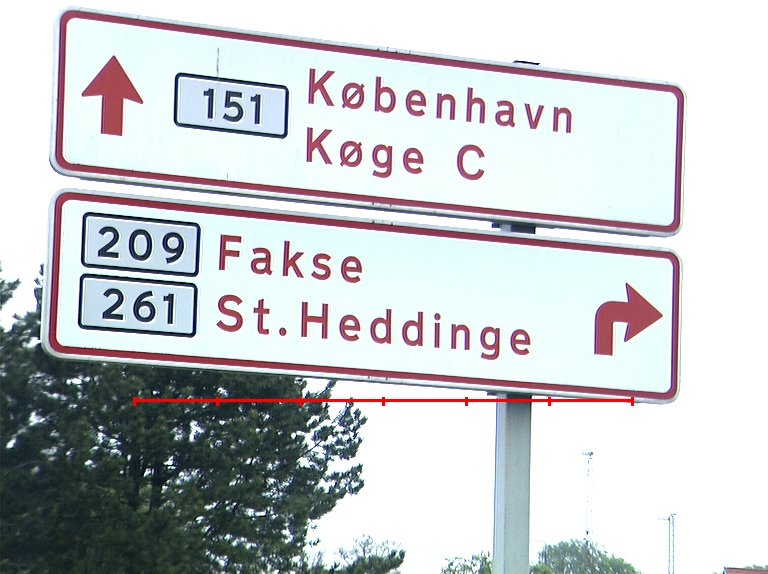 151 København
Køge C
209 Fakse
261 St. Heddinge